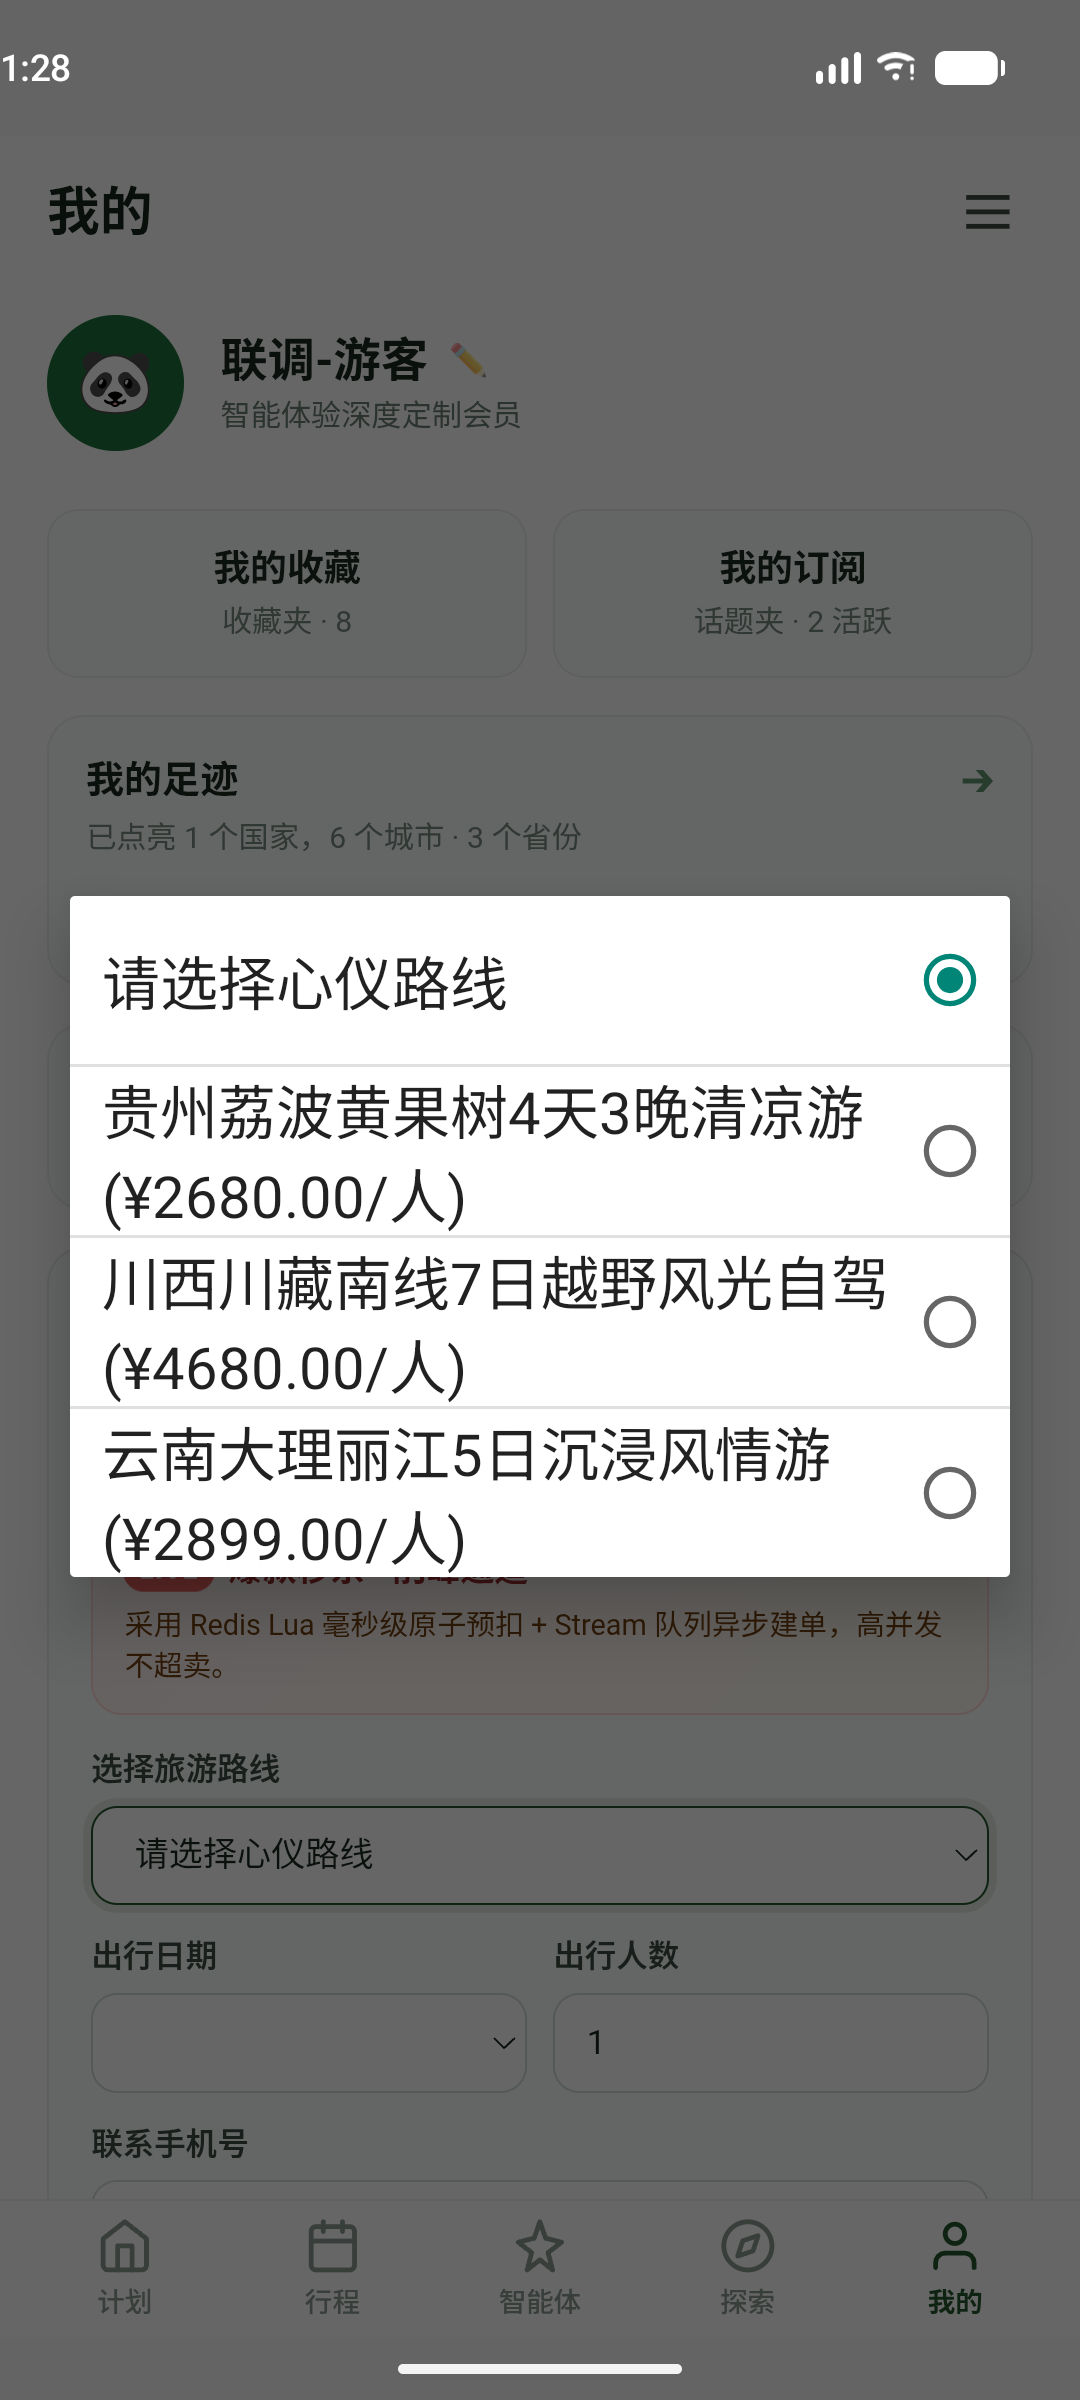 1:28
我的
联调-游客 ✏️
智能体验深度定制会员
我的收藏
收藏夹 · 8
我的订阅
话题夹 · 2 活跃
我的足迹
已点亮 1 个国家，6 个城市 · 3 个省份
请选择心仪路线
贵州荔波黄果树4天3晚清凉游
(¥2680.00/人)
川西川藏南线7日越野风光自驾
(¥4680.00/人)
云南大理丽江5日沉浸风情游
(¥2899.00/人)
采用 Redis Lua 毫秒级原子预扣 + Stream 队列异步建单，高并发
不超卖。
选择旅游路线
请选择心仪路线
出行日期
出行人数
1
联系手机号
计划
行程
智能体
探索
我的